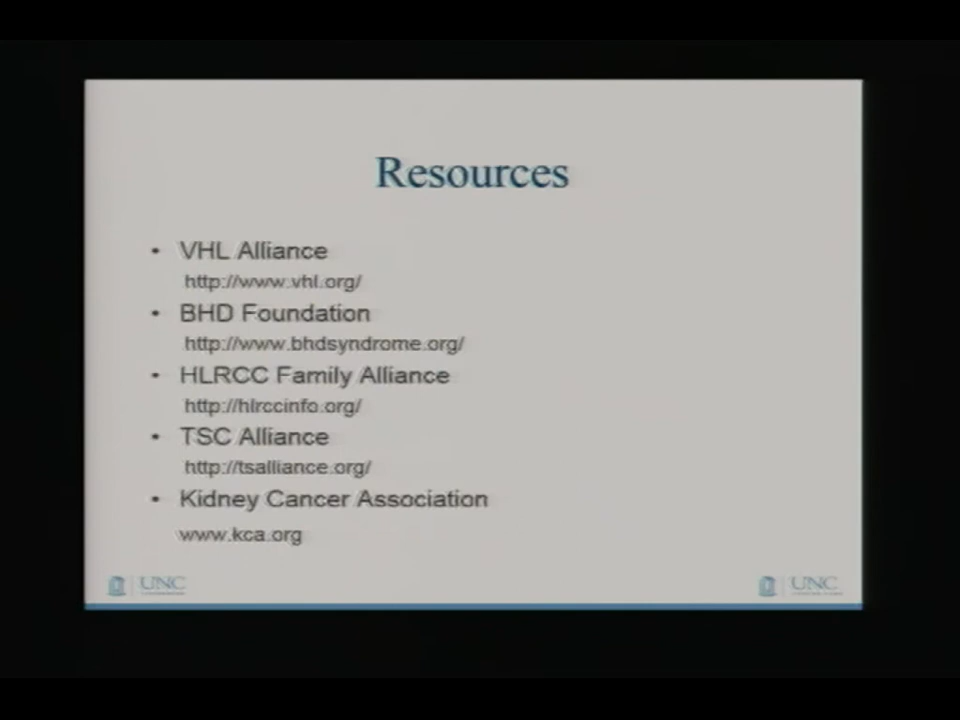 Resources
• VHL Alliance
http://www.vhl.org/
• BHD Foundation
http://www.bhdsyndrome.org/
• HLRCC Family Alliance
http://hlrccinfo.org/
• TSC Alliance
http://tsalliance.org/
• Kidney Cancer Association
www.kca.org
UNC
UNC